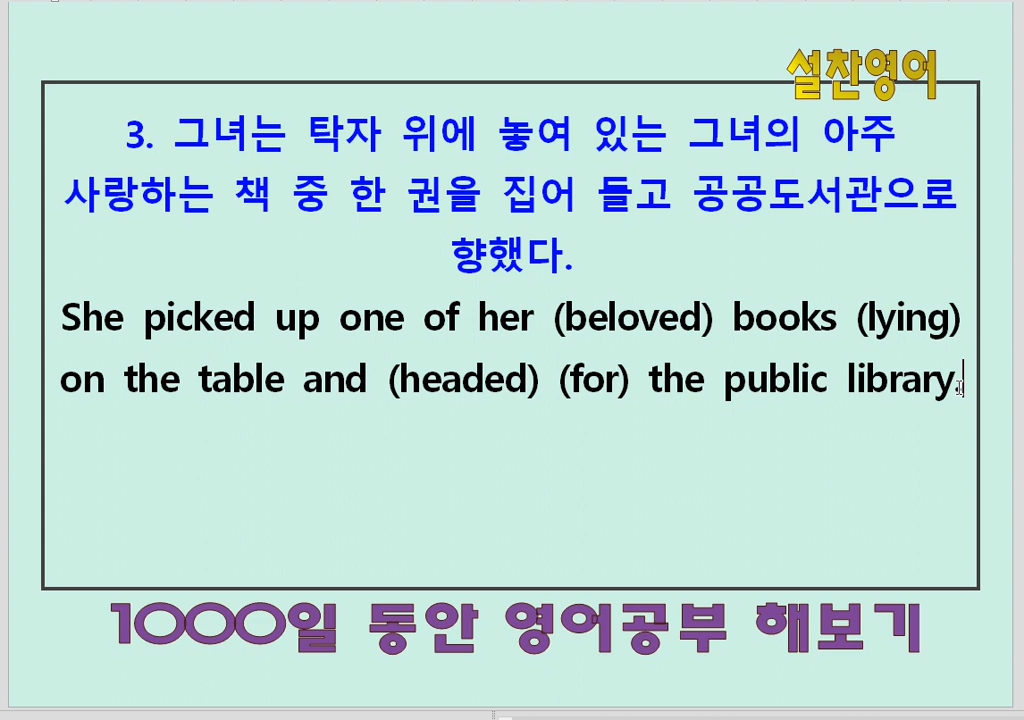 설찬영어
3. 그녀는 탁자 위에 놓여 있는 그녀의 아주
사랑하는 책 중 한 권을 집어 들고 공공도서관으로
향했다.
She picked up one of her (beloved) books (lying)
on the table and (headed) (for) the public library.
1000일 동안 영어공부 해보기